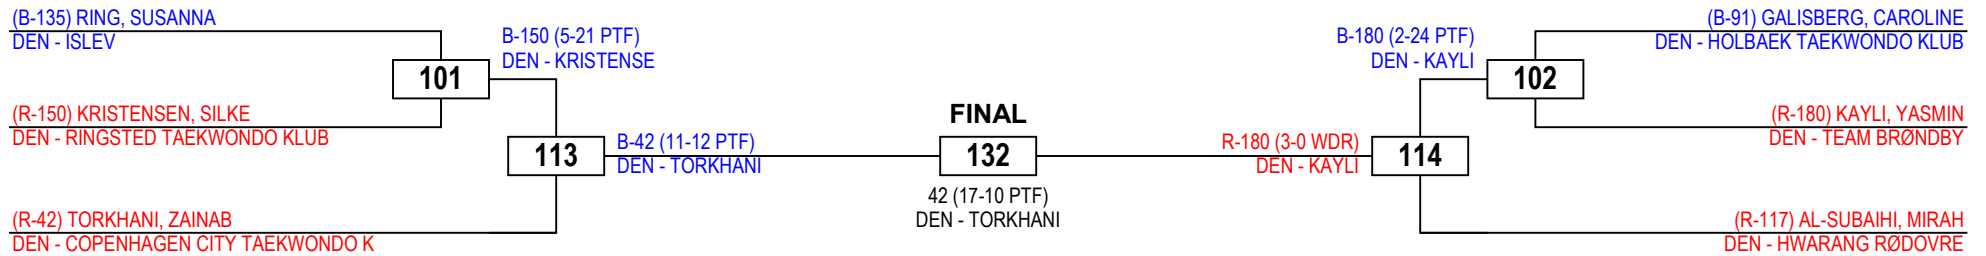 (B-135) RING, SUSANNA
DEN - ISLEV
(R-150) KRISTENSEN, SILKE
DEN - RINGSTED TAEKWONDO KLUB
(R-42) TORKHANI, ZAINAB
DEN - COPENHAGEN CITY TAEKWONDO K
101
B-150 (5-21 PTF)
DEN - KRISTENSE
113
B-42 (11-12 PTF)
DEN - TORKHANI
FINAL
132
42 (17-10 PTF)
DEN - TORKHANI
R-180 (3-0 WDR)
DEN - KAYLI
114
B-180 (2-24 PTF)
DEN - KAYLI
102
(B-91) GALISBERG, CAROLINE
DEN - HOLBAEK TAEKWONDO KLUB
(R-180) KAYLI, YASMIN
DEN - TEAM BRØNDBY
(R-117) AL-SUBAIHI, MIRAH
DEN - HWARANG RØDOVRE